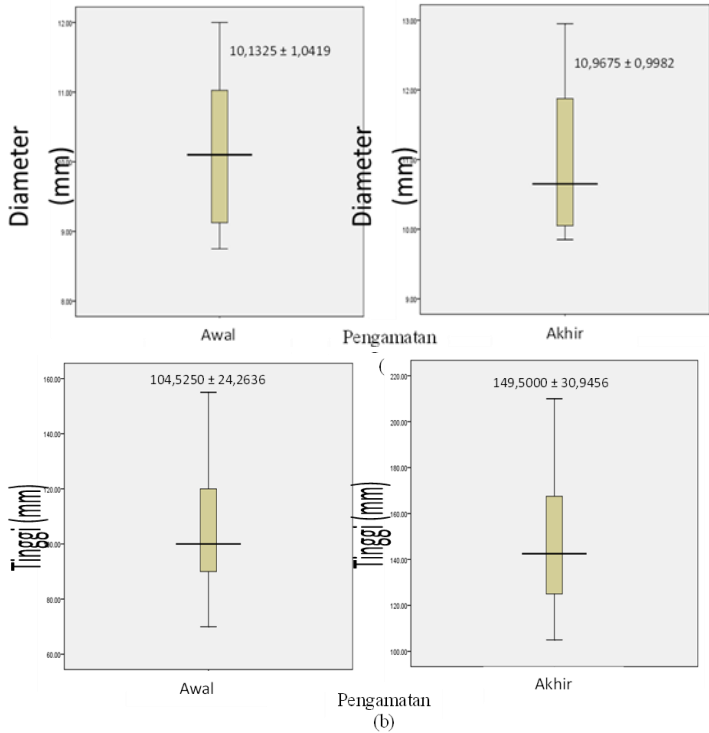 12.00
11.00
9.00
8.00
Diameter
(mm)
10,1325 ± 1,0419
Awal
13.00
12.00
10.00
9.00
Diameter
(mm)
10,9675 ± 0,9982
Akhir
Pengamatan
(
160.00
140.00
80.00
60.00
Tinggi (mm)
104,5250 ± 24,2636
Awal
220.00
200.00
180.00
160.00
140.00
120.00
100.00
Tinggi (mm)
149,5000 ± 30,9456
Akhir
Pengamatan
(b)